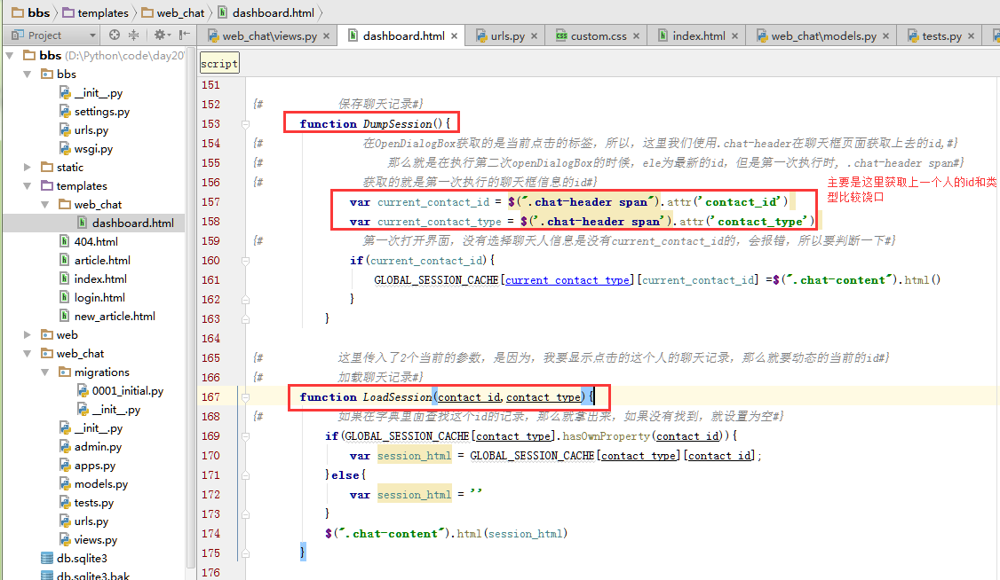 bbs templates web_chat dashboard.html
Project web_chat\views.py dashboard.html urls.py custom.css index.html web_chat\models.py tests.py
bbs (D:\Python\code\day20
bbs
__init__.py
settings.py
urls.py
wsgi.py
static
templates
web_chat
dashboard.html
404.html
article.html
index.html
login.html
new_article.html
web
web_chat
migrations
0001_initial.py
__init__.py
__init__.py
admin.py
apps.py
models.py
tests.py
urls.py
views.py
db.sqlite3
db.sqlite3.bak
script
151
152 {# 保存聊天记录#}
153 function DumpSession(){
154 {# 在OpenDialogBox获取的是当前点击的标签，所以，这里我们使用.chat-header在聊天框页面获取上去的id,#}
155 {# 那么就是在执行第二次openDialogBox的时候，ele为最新的id，但是第一次执行时，.chat-header span#}
156 {# 获取的就是第一次执行的聊天框信息的id#}
157 var current_contact_id = $(".chat-header span").attr('contact_id')
158 var current_contact_type = $('.chat-header span').attr('contact_type')
主要是这里获取上一个人的id和类
型比较饶口
159 {# 第一次打开界面，没有选择聊天人信息是没有current_contact_id的，会报错，所以要判断一下#}
160 if(current_contact_id){
161 GLOBAL_SESSION_CACHE[current_contact_type][current_contact_id] =$(".chat-content").html()
162 }
163 }
164
165 {# 这里传入了2个当前的参数，是因为，我要显示点击的这个人的聊天记录，那么就要动态的当前的id#}
166 {# 加载聊天记录#}
167 function LoadSession(contact_id,contact_type){
168 {# 如果在字典里面查找这个id的记录，那么就拿出来，如果没有找到，就设置为空#}
169 if(GLOBAL_SESSION_CACHE[contact_type].hasOwnProperty(contact_id)){
170 var session_html = GLOBAL_SESSION_CACHE[contact_type][contact_id];
171 }else{
172 var session_html = ''
173 }
174 $(".chat-content").html(session_html)
175 }
176